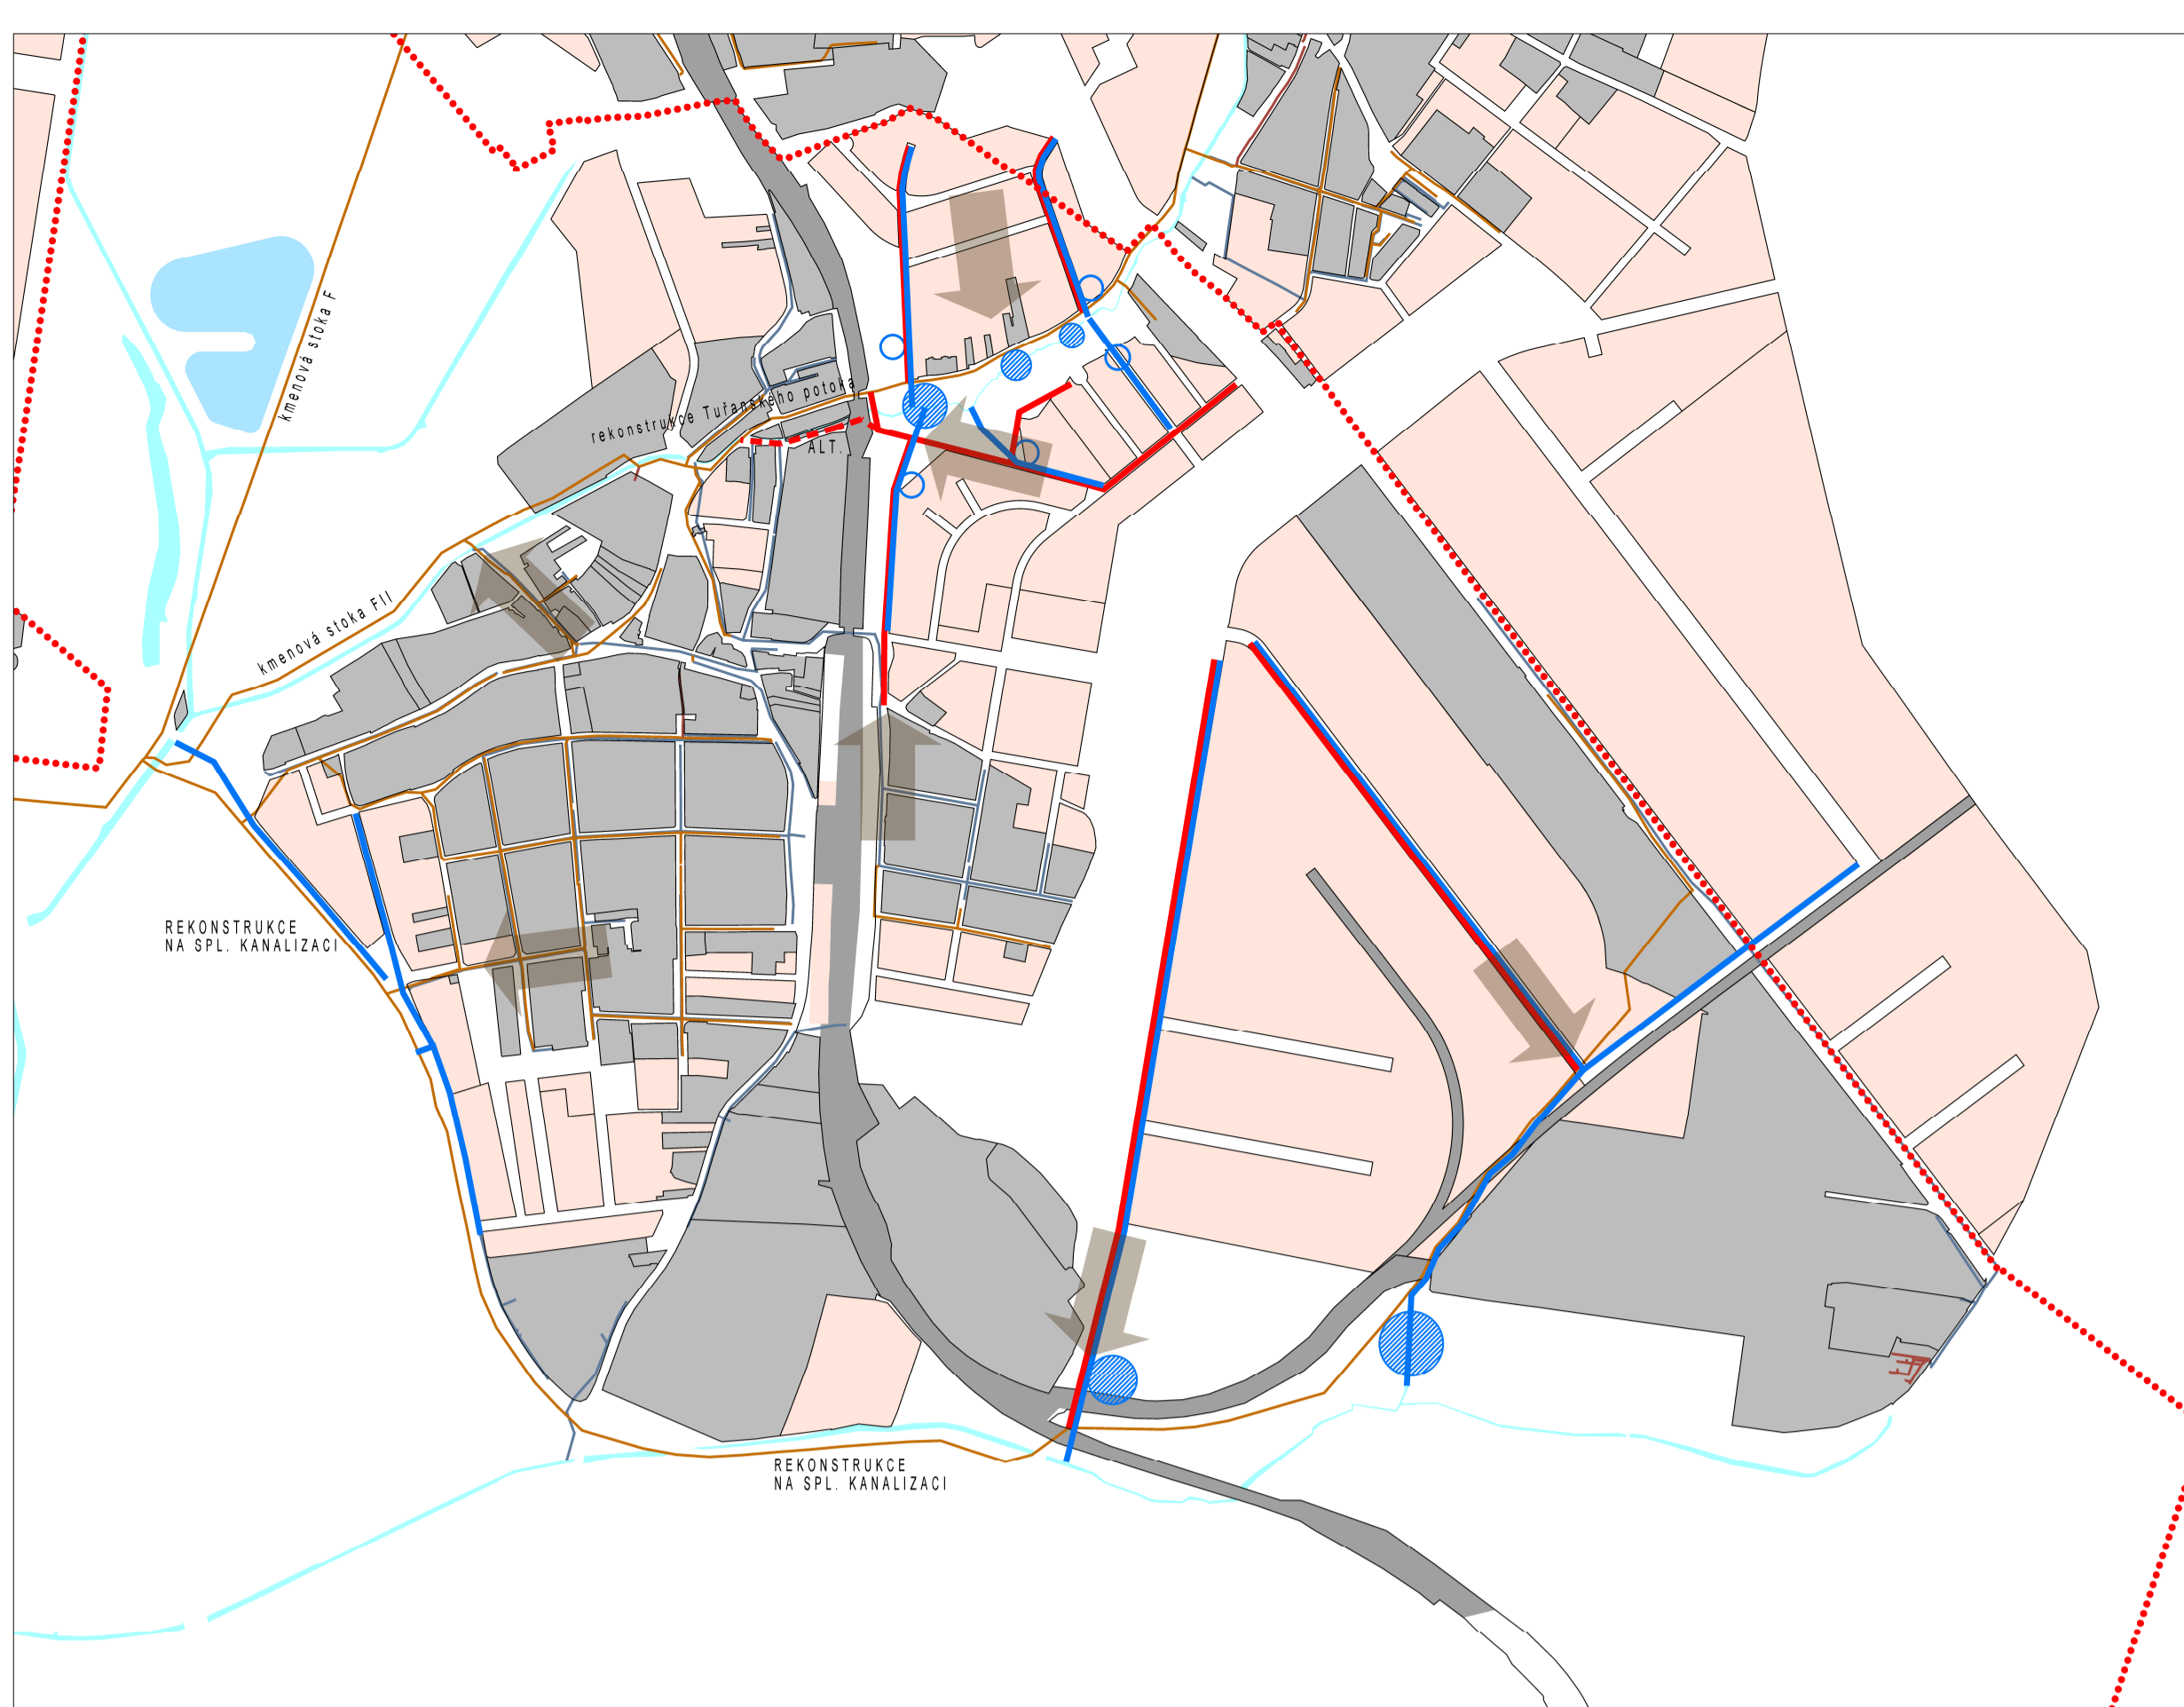 kmenová stoka F
rekonstrukce Tuřanského potoka
ALT.
kmenová stoka FII
REKONSTRUKCE
NA SPL. KANALIZACI
REKONSTRUKCE
NA SPL. KANALIZACI